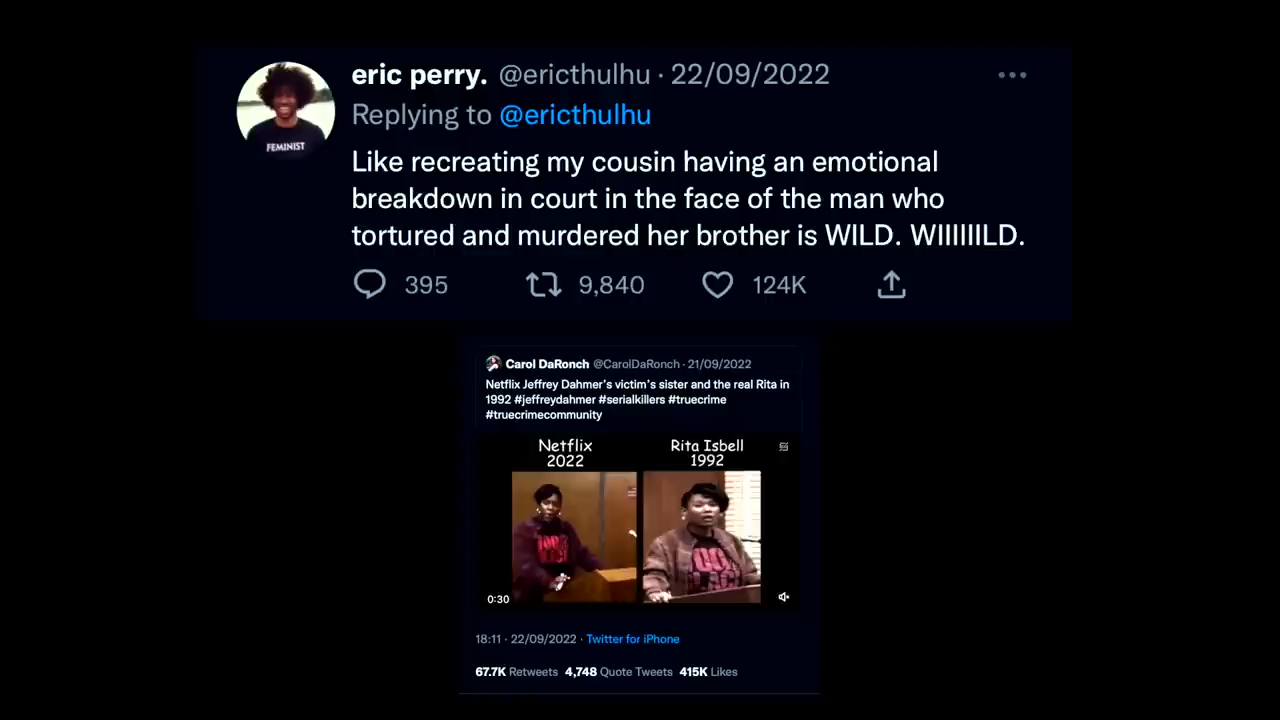 eric perry. @ericthulhu · 22/09/2022
Replying to @ericthulhu
Like recreating my cousin having an emotional
breakdown in court in the face of the man who
tortured and murdered her brother is WILD. WIIIIIILD.
395 9,840 124K
FEMINIST
Carol DaRonch @CarolDaRonch · 21/09/2022
Netflix Jeffrey Dahmer's victim's sister and the real Rita in
1992 #jeffreydahmer #serialkillers #truecrime
#truecrimecommunity
Netflix
2022
Rita Isbell
1992
0:30
18:11 · 22/09/2022 · Twitter for iPhone
67.7K Retweets 4,748 Quote Tweets 415K Likes